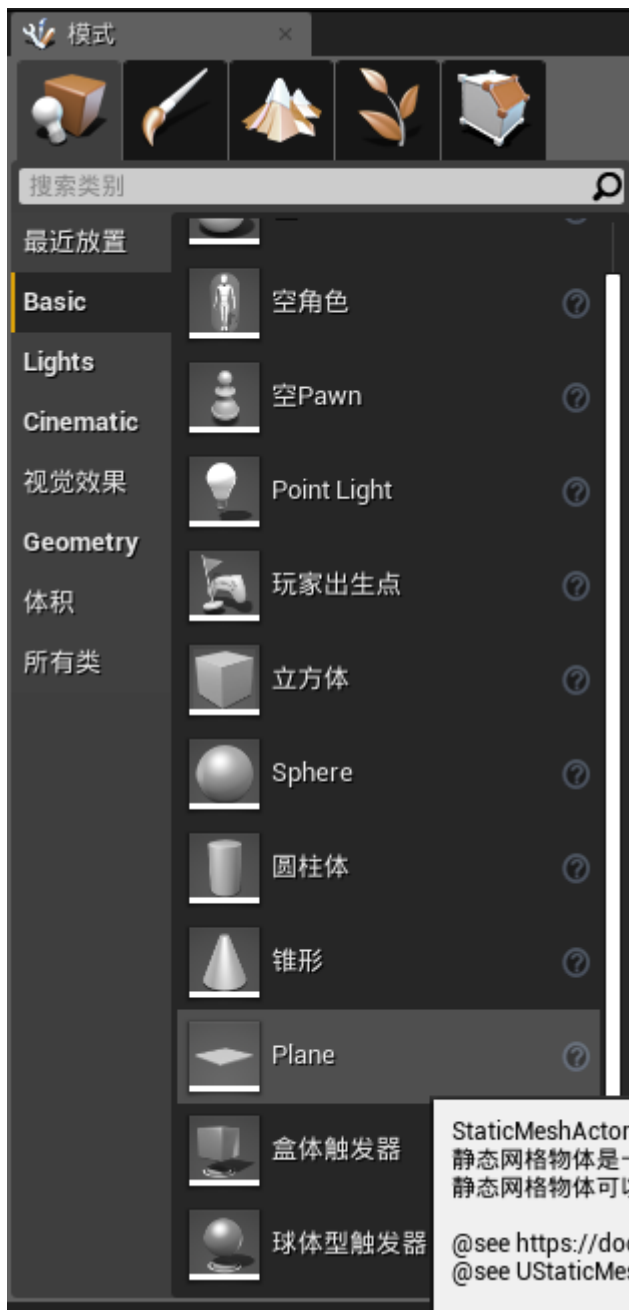 模式
搜索类别
最近放置
Basic
Lights
Cinematic
视觉效果
Geometry
体积
所有类
空角色
空Pawn
Point Light
玩家出生点
立方体
Sphere
圆柱体
锥形
Plane
盒体触发器
球体型触发器
StaticMeshActor
静态网格物体是
静态网格物体可
@see https://do
@see UStaticMe